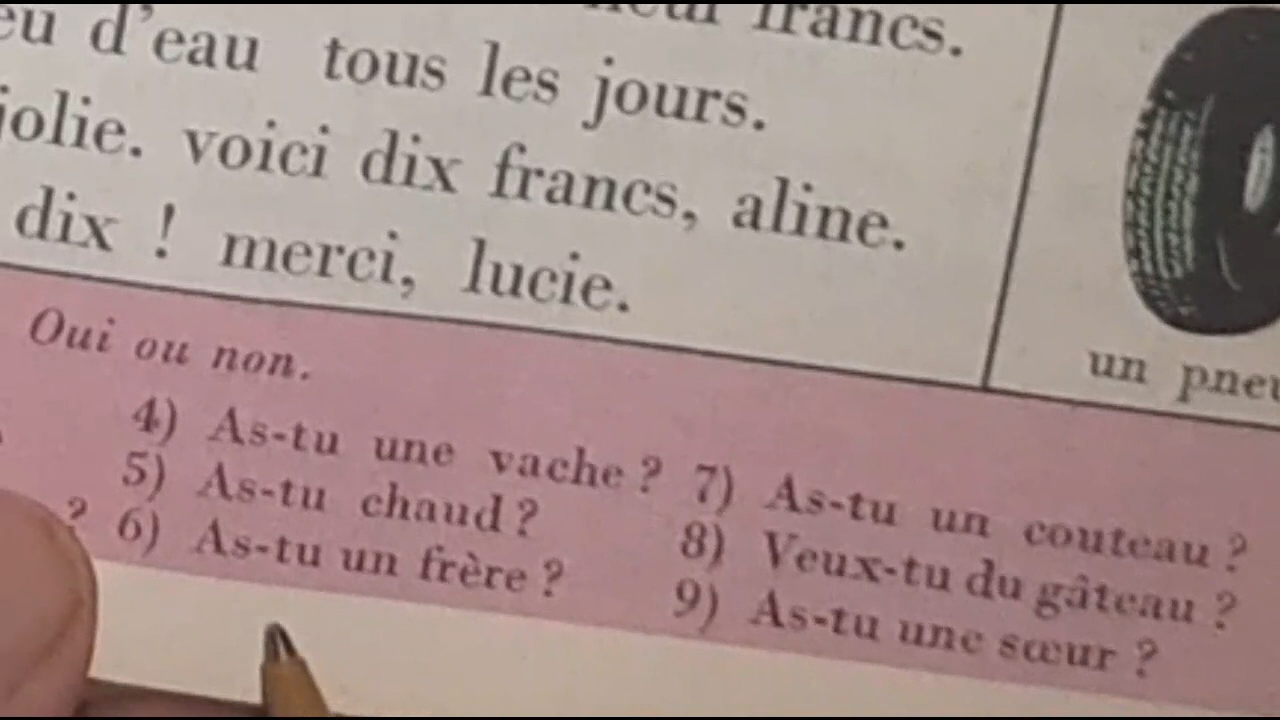 francs.
d'eau tous les jours.
jolie. voici dix francs, aline.
dix ! merci, lucie.
un pneu
Oui ou non.
4) As-tu une vache ?
5) As-tu chaud ?
? 6) As-tu un frère ?
7) As-tu un couteau ?
8) Veux-tu du gâteau ?
9) As-tu une sœur ?